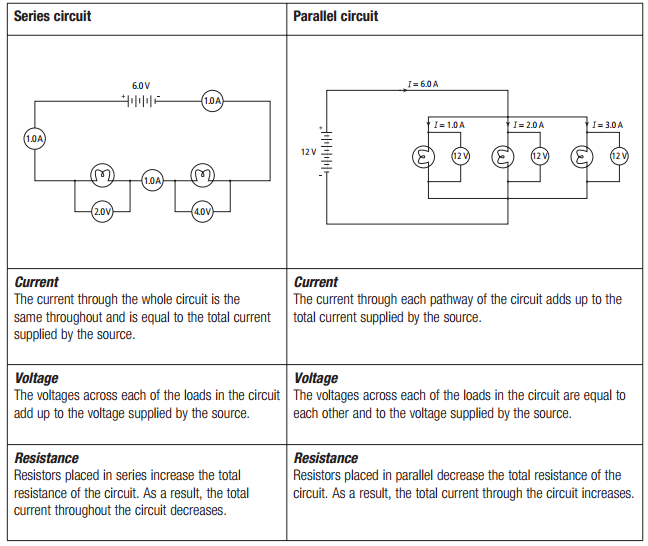 Series circuit
Parallel circuit
6.0 V
+ -
1.0 A
1.0 A
1.0 A
2.0 V
4.0 V
I = 6.0 A
I = 1.0 A
I = 2.0 A
I = 3.0 A
+
12 V
-
12 V
12 V
12 V
Current
The current through the whole circuit is the
same throughout and is equal to the total current
supplied by the source.
Current
The current through each pathway of the circuit adds up to the
total current supplied by the source.
Voltage
The voltages across each of the loads in the circuit
add up to the voltage supplied by the source.
Voltage
The voltages across each of the loads in the circuit are equal to
each other and to the voltage supplied by the source.
Resistance
Resistors placed in series increase the total
resistance of the circuit. As a result, the total
current throughout the circuit decreases.
Resistance
Resistors placed in parallel decrease the total resistance of the
circuit. As a result, the total current through the circuit increases.